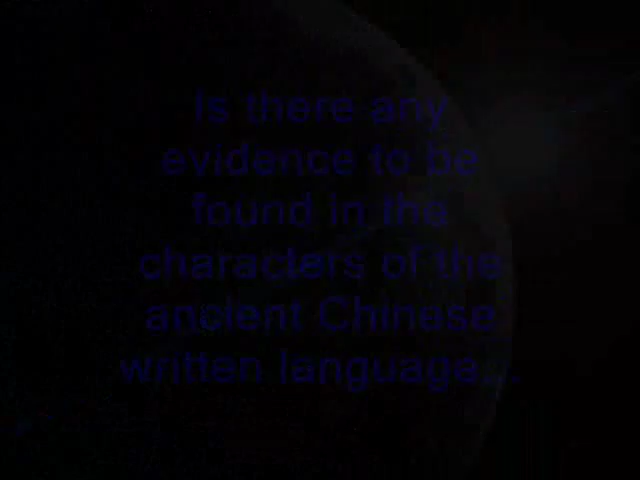 Is there any
evidence to be
found in the
characters of the
ancient Chinese
written language...